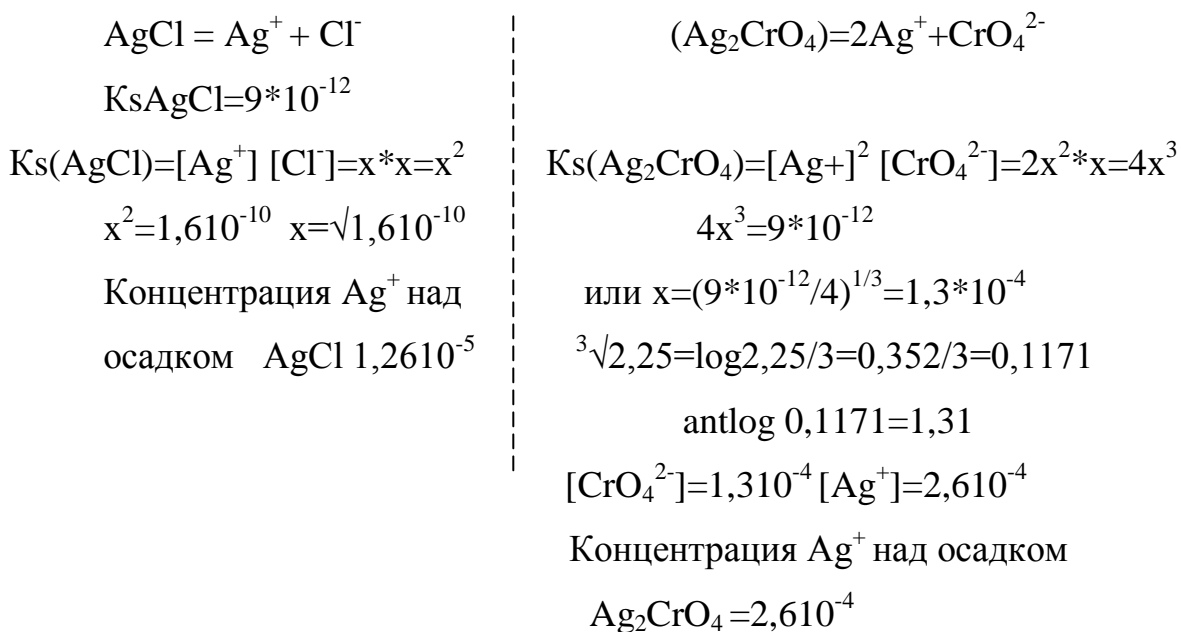 AgCl = Ag⁺ + Cl⁻
KsAgCl=9*10⁻¹²
Ks(AgCl)=[Ag⁺] [Cl⁻]=x*x=x²
x²=1,610⁻¹⁰ x=√1,610⁻¹⁰
Концентрация Ag⁺ над
осадком AgCl 1,2610⁻⁵
(Ag₂CrO₄)=2Ag⁺+CrO₄²⁻
Ks(Ag₂CrO₄)=[Ag+]² [CrO₄²⁻]=2x²*x=4x³
4x³=9*10⁻¹²
или x=(9*10⁻¹²/4)¹/³=1,3*10⁻⁴
³√2,25=log2,25/3=0,352/3=0,1171
antlog 0,1171=1,31
[CrO₄²⁻]=1,310⁻⁴ [Ag⁺]=2,610⁻⁴
Концентрация Ag⁺ над осадком
Ag₂CrO₄ =2,610⁻⁴